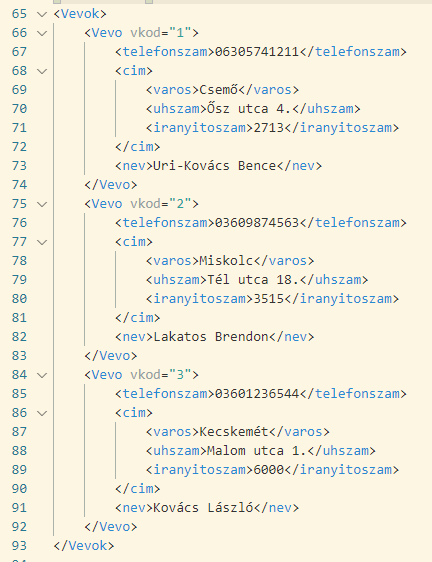 65 <Vevok>
66 <Vevo vkod="1">
67 <telefonszam>06305741211</telefonszam>
68 <cim>
69 <varos>Csemő</varos>
70 <uhszam>Ősz utca 4.</uhszam>
71 <iranyitoszam>2713</iranyitoszam>
72 </cim>
73 <nev>Uri-Kovács Bence</nev>
74 </Vevo>
75 <Vevo vkod="2">
76 <telefonszam>03609874563</telefonszam>
77 <cim>
78 <varos>Miskolc</varos>
79 <uhszam>Tél utca 18.</uhszam>
80 <iranyitoszam>3515</iranyitoszam>
81 </cim>
82 <nev>Lakatos Brendon</nev>
83 </Vevo>
84 <Vevo vkod="3">
85 <telefonszam>03601236544</telefonszam>
86 <cim>
87 <varos>Kecskemét</varos>
88 <uhszam>Malom utca 1.</uhszam>
89 <iranyitoszam>6000</iranyitoszam>
90 </cim>
91 <nev>Kovács László</nev>
92 </Vevo>
93 </Vevok>